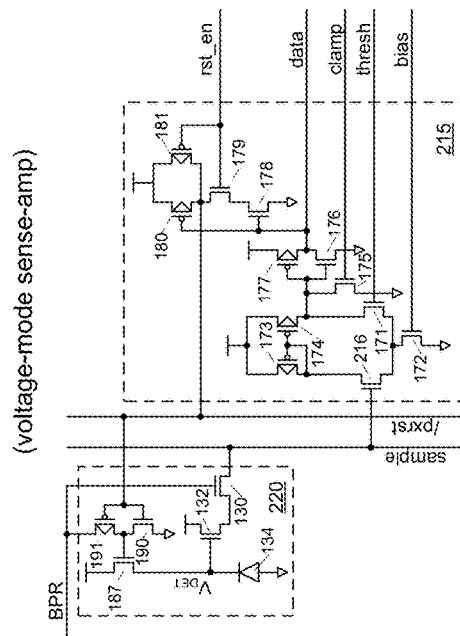 (voltage-mode sense-amp)
BPR
rst_en
data
clamp
thresh
bias
191
187
190
132
130
134
V_DET
220
sample
/pxrst
181
180
179
178
177
176
175
173
174
216
171
172
215